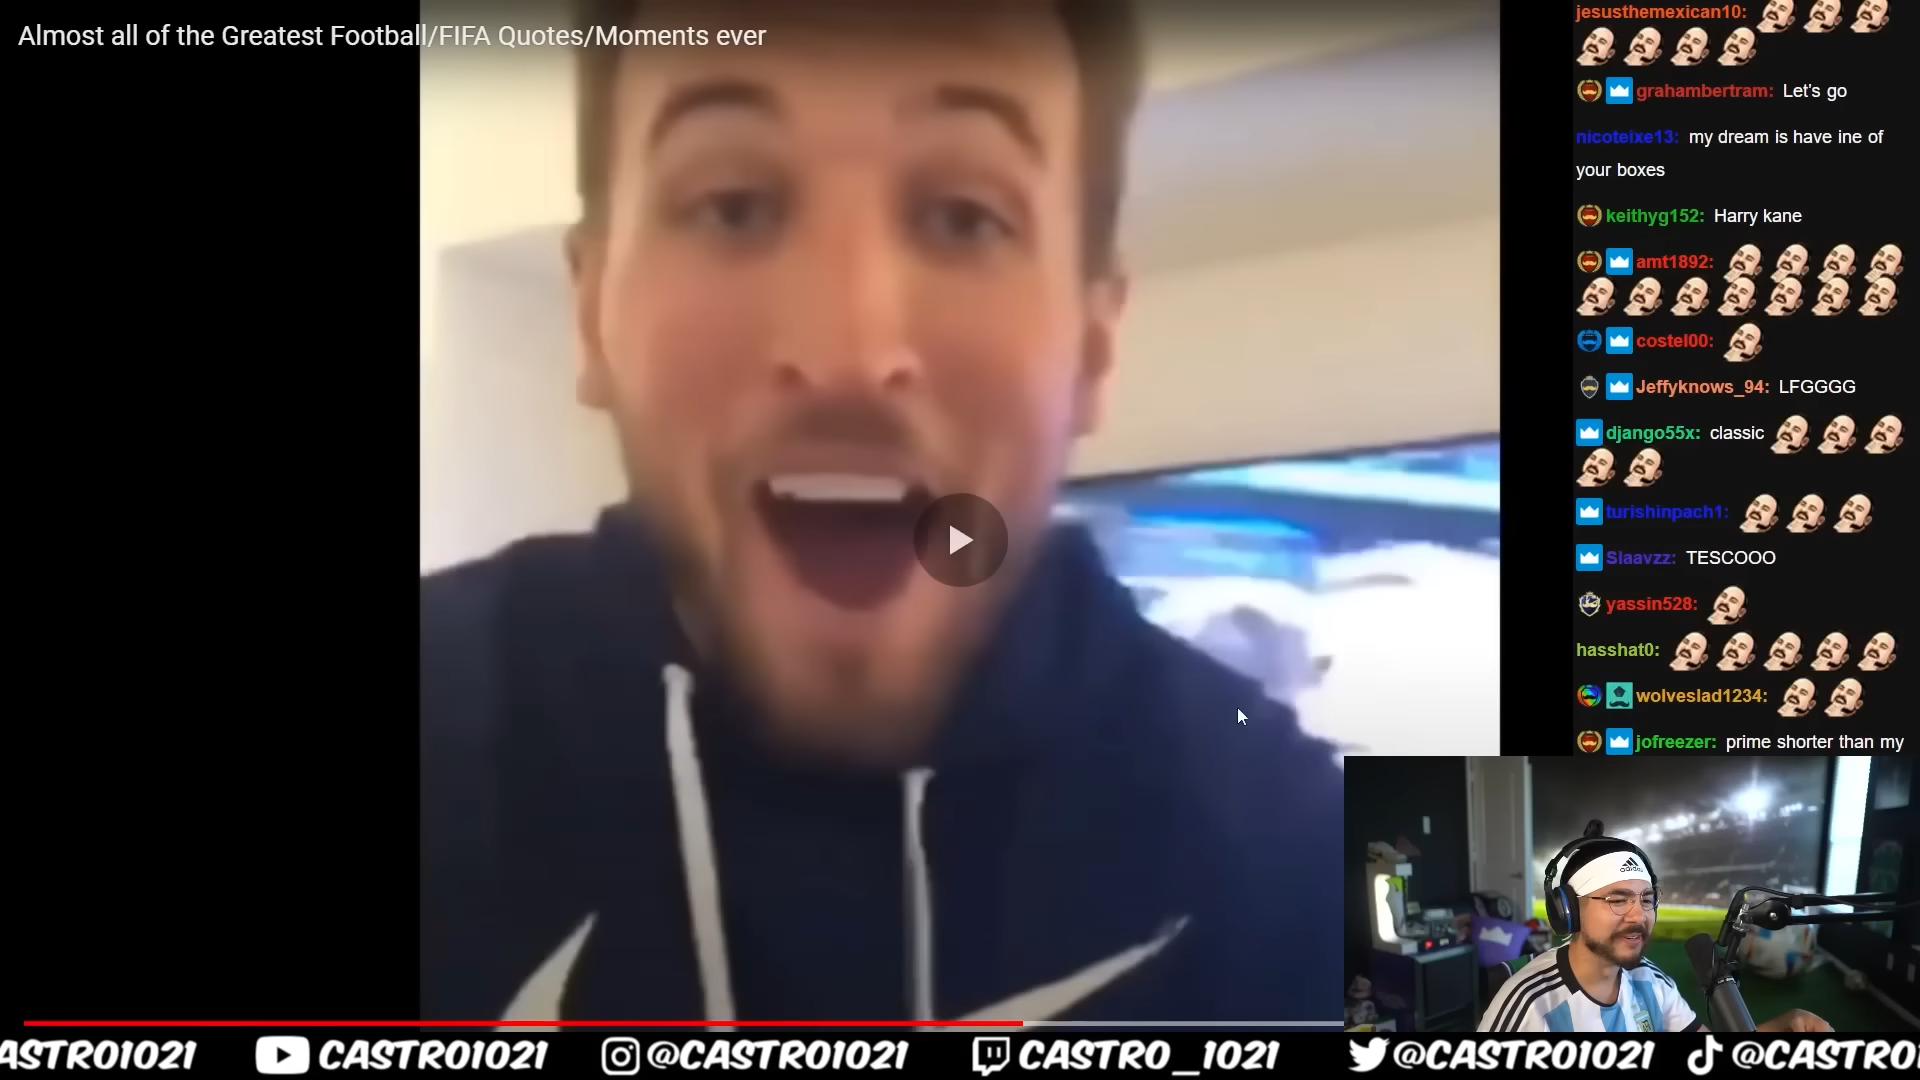 Almost all of the Greatest Football/FIFA Quotes/Moments ever
jesusthemexican10:
grahambertram: Let's go
nicoteixe13: my dream is have ine of
your boxes
keithyg152: Harry kane
amt1892:
costel00:
Jeffyknows_94: LFGGGG
django55x: classic
turishinpach1:
Slaavzz: TESCOOO
yassin528:
hasshat0:
wolveslad1234:
jofreezer: prime shorter than my
adidas
ASTRO1021 CASTRO1021 @CASTRO1021 CASTRO_1021 @CASTRO1021 @CASTRO1